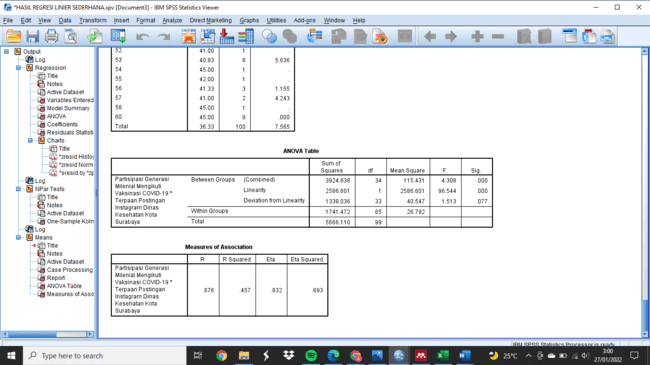 *HASIL REGRESI LINIER SEDERHANA.spv [Document3] - IBM SPSS Statistics Viewer
File Edit View Data Transform Insert Format Analyze Direct Marketing Graphs Utilities Add-ons Window Help
Output
Log
Regression
Title
Notes
Active Dataset
Variables Entered
Model Summary
ANOVA
Coefficients
Residuals Statisti
Charts
Title
*zresid Histo
*zresid Norm
*sresid by *zp
Log
NPar Tests
Title
Notes
Active Dataset
One-Sample Kolm
Log
Means
Title
Notes
Active Dataset
Case Processing
Report
ANOVA Table
Measures of Asso
52 41.00 1 .
53 40.83 6 5.636
54 45.00 1 .
55 42.00 1 .
56 41.33 3 1.155
57 41.00 2 4.243
58 45.00 1 .
60 45.00 9 .000
Total 36.33 100 7.565
ANOVA Table
Sum of Squares df Mean Square F Sig.
Partisipasi Generasi Milenial Mengikuti Vaksinasi COVID-19 * Terpaan Postingan Instagram Dinas Kesehatan Kota Surabaya
Between Groups (Combined) 3924.638 34 115.431 4.308 .000
Linearity 2586.601 1 2586.601 96.544 .000
Deviation from Linearity 1338.036 33 40.547 1.513 .077
Within Groups 1741.472 65 26.792
Total 5666.110 99
Measures of Association
R R Squared Eta Eta Squared
Partisipasi Generasi
Milenial Mengikuti
Vaksinasi COVID-19 *
Terpaan Postingan
Instagram Dinas
Kesehatan Kota
Surabaya
.676 .457 .832 .693
IBM SPSS Statistics Processor is ready
Type here to search
25°C
3:00
27/01/2022